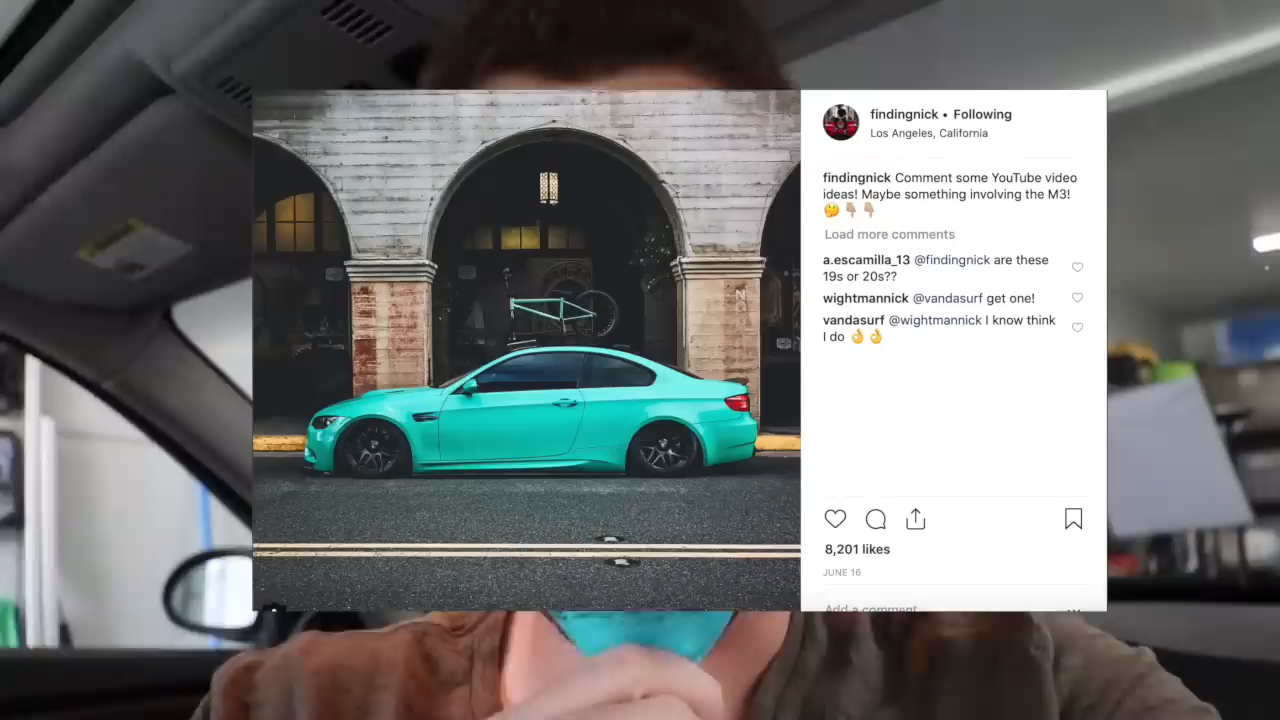 findingnick • Following
Los Angeles, California
findingnick Comment some YouTube video
ideas! Maybe something involving the M3!
🤔👇🏼👇🏼
Load more comments
a.escamilla_13 @findingnick are these
19s or 20s??
wightmannick @vandasurf get one!
vandasurf @wightmannick I know think
I do 👌👌
8,201 likes
JUNE 16
Add a comment